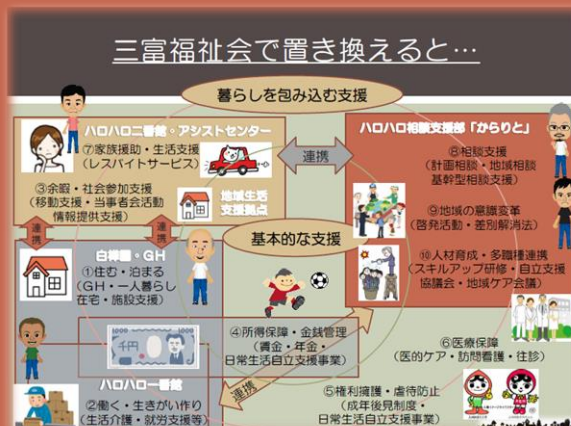 三富福祉会で置き換えると…
暮らしを包み込む支援
ハロハロ二番館・アシストセンター
⑦家族援助・生活支援
(レスパイトサービス)
③余暇・社会参加支援
(移動支援・当事者会活動
情報提供支援)
地域生活
支援拠点
連携
ハロハロ相談支援部「からりと」
⑧相談支援
(計画相談・地域相談
基幹型相談支援)
⑨地域の意識変革
(啓発活動・差別解消法)
⑩人材育成・多職種連携
(スキルアップ研修・自立支援
協議会・地域ケア会議)
連携
連携
基本的な支援
白樺園・GH
①住む・泊まる
(GH・一人暮らし
在宅・施設支援)
1000
1000
千円
④所得保障・金銭管理
(賃金・年金・
日常生活自立支援事業)
連携
ハロハロ一番館
②働く・生きがい作り
(生活介護・就労支援等)
⑥医療保障
(医的ケア・訪問看護・往診)
⑤権利擁護・虐待防止
(成年後見制度・
日常生活自立支援事業)